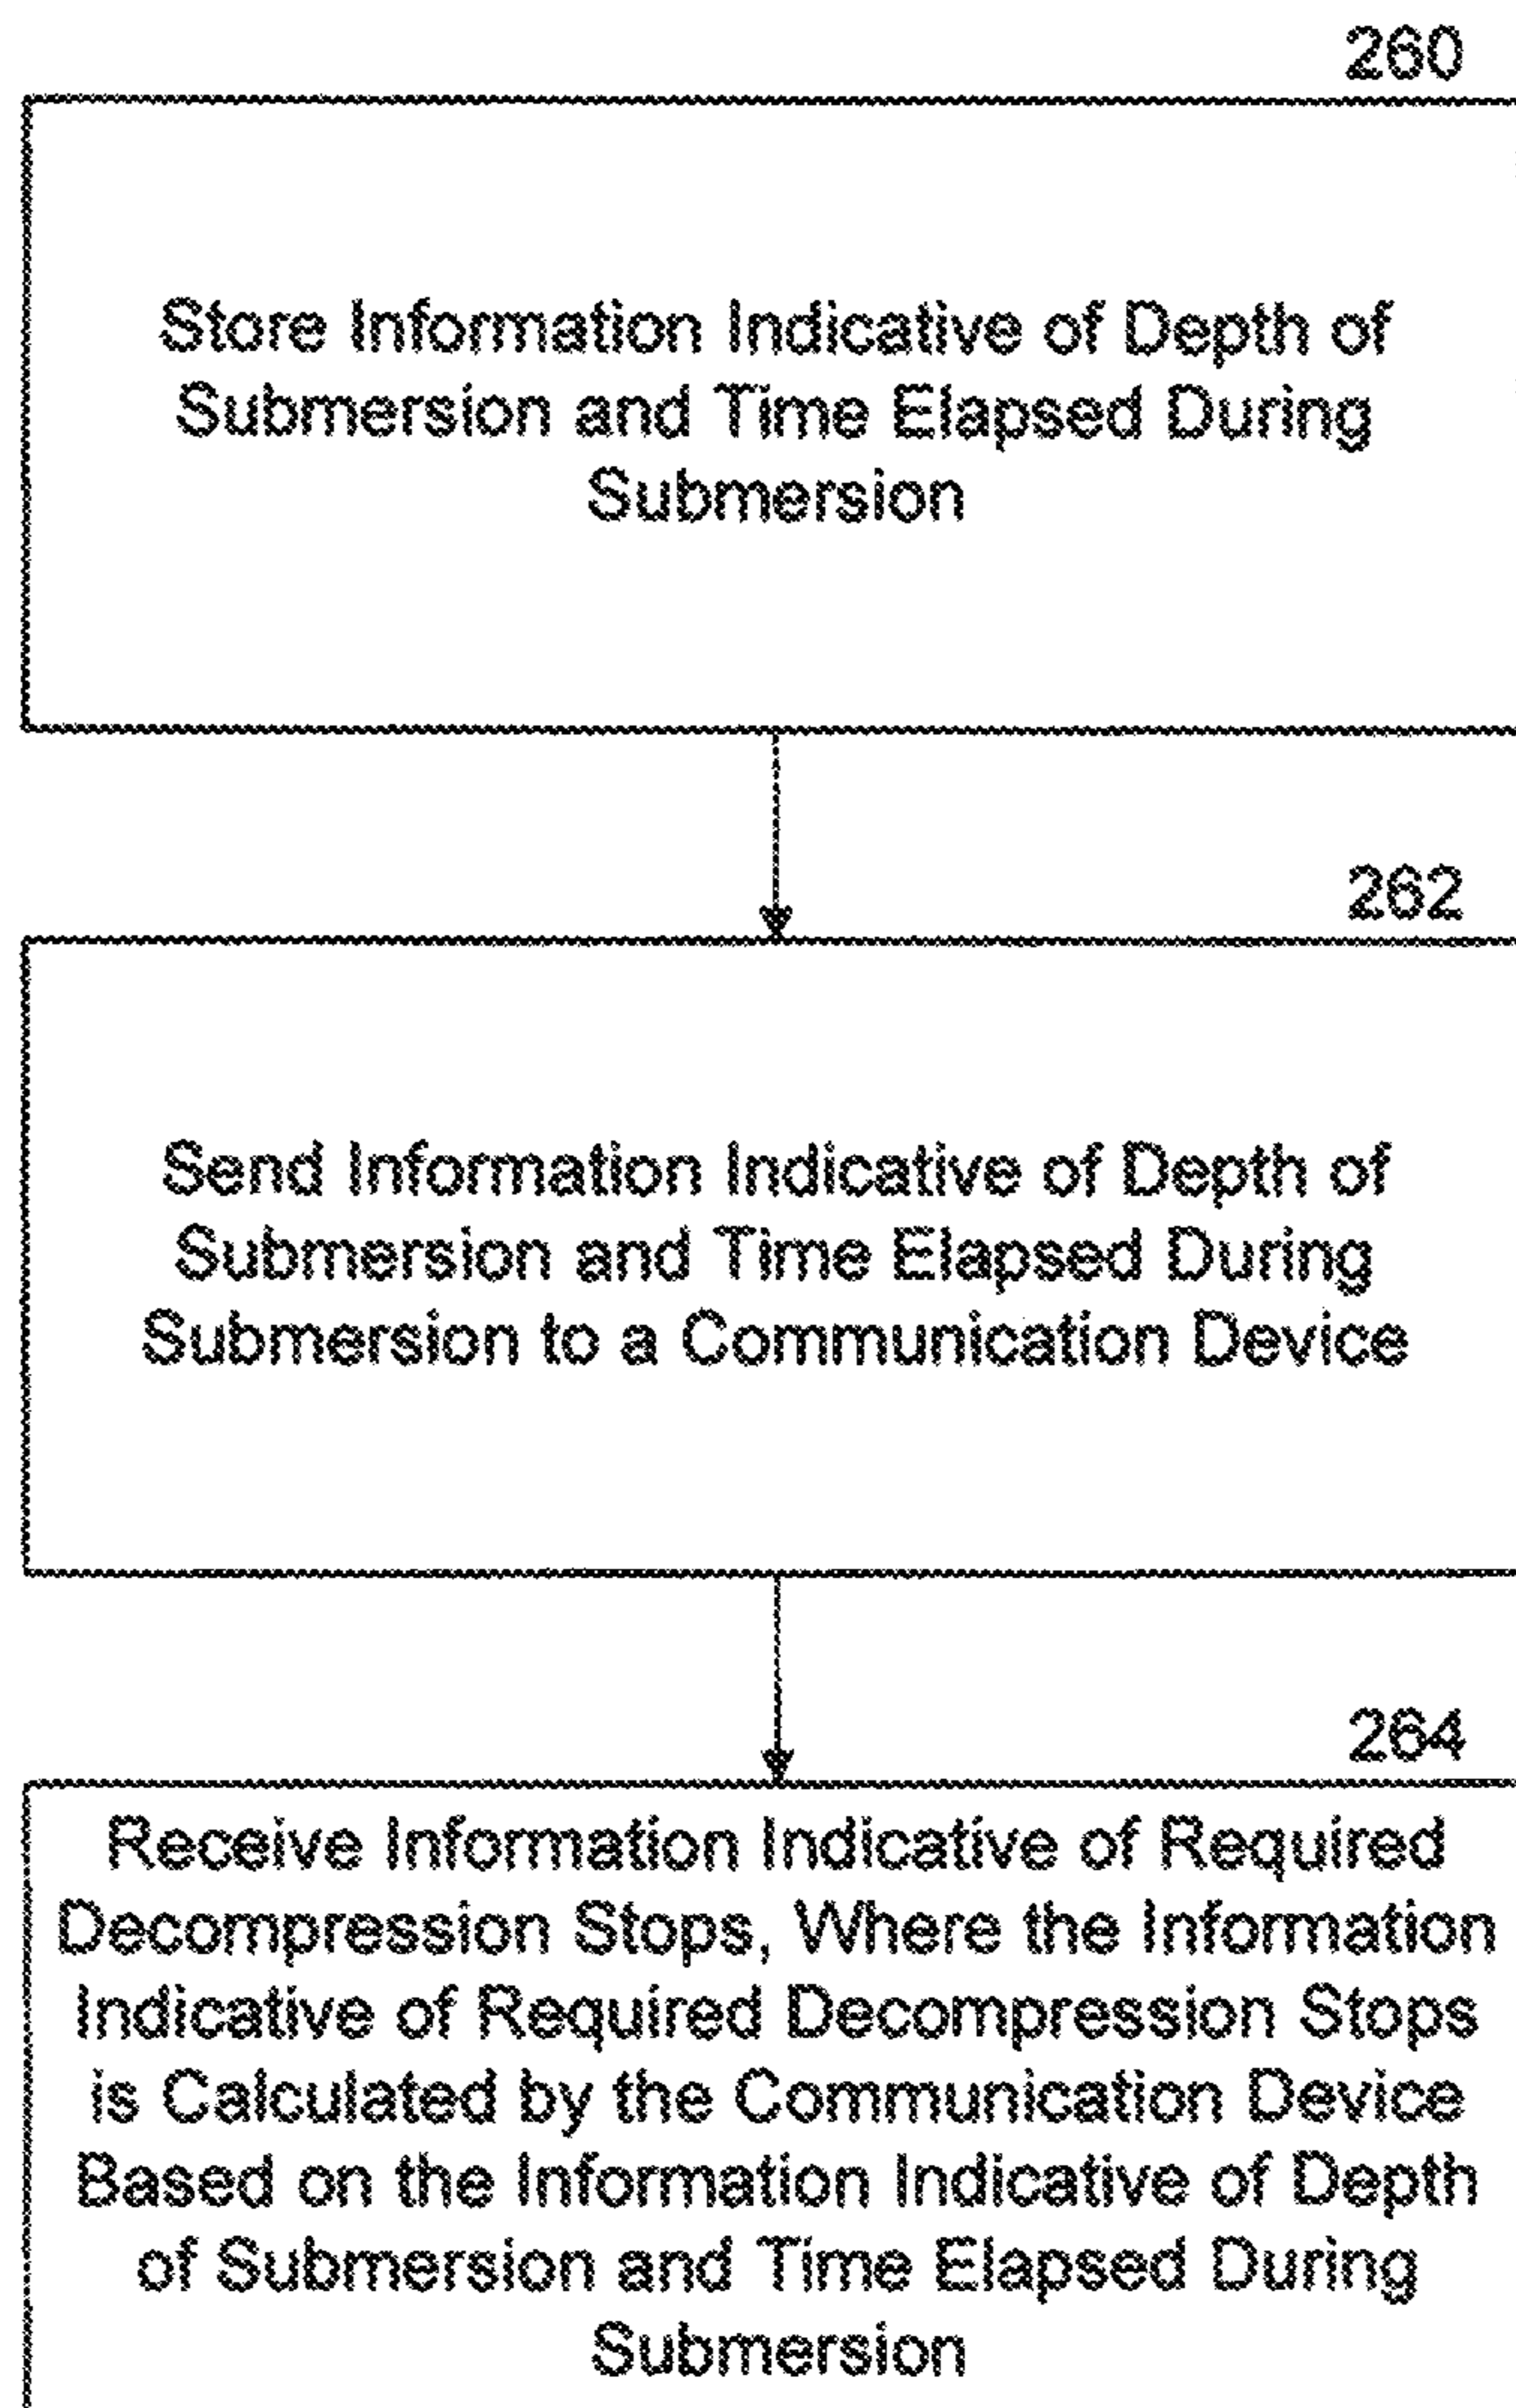 260
Store Information Indicative of Depth of
Submersion and Time Elapsed During
Submersion
262
Send Information Indicative of Depth of
Submersion and Time Elapsed During
Submersion to a Communication Device
264
Receive Information Indicative of Required
Decompression Stops, Where the Information
Indicative of Required Decompression Stops
is Calculated by the Communication Device
Based on the Information Indicative of Depth
of Submersion and Time Elapsed During
Submersion